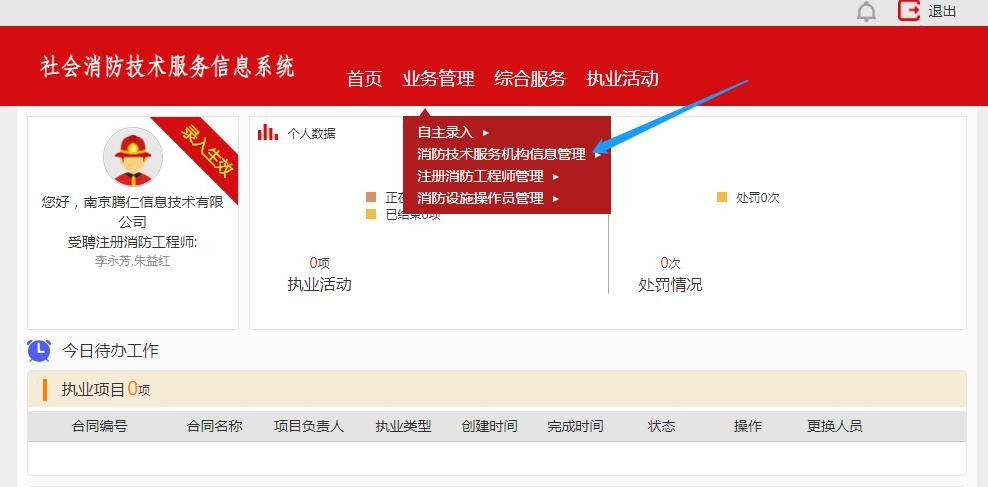 退出
社会消防技术服务信息系统
首页 业务管理 综合服务 执业活动
自主录入
消防技术服务机构信息管理
注册消防工程师管理
消防设施操作员管理
录入生效
您好，南京腾仁信息技术有限
公司
受聘注册消防工程师:
李永芳,朱益红
个人数据
正在
已结束0项
0项
执业活动
处罚0次
0次
处罚情况
今日待办工作
执业项目0项
合同编号 合同名称 项目负责人 执业类型 创建时间 完成时间 状态 操作 更换人员